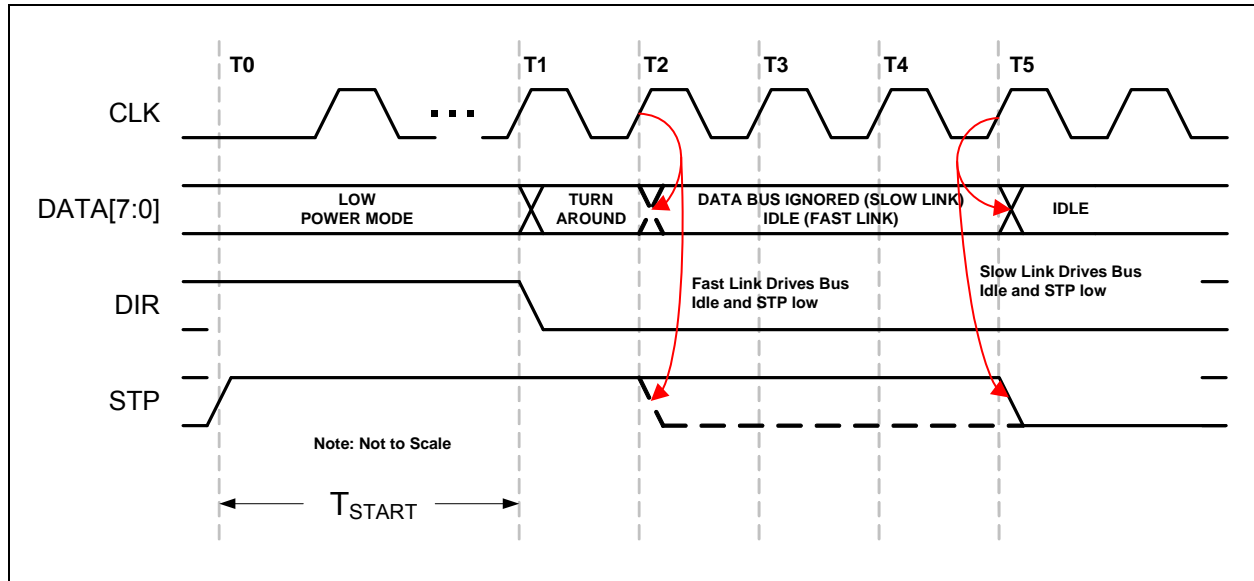 T0
T1
T2
T3
T4
T5
CLK
DATA[7:0]
LOW
POWER MODE
TURN
AROUND
DATA BUS IGNORED (SLOW LINK)
IDLE (FAST LINK)
IDLE
DIR
Fast Link Drives Bus
Idle and STP low
Slow Link Drives Bus
Idle and STP low
STP
Note: Not to Scale
TSTART